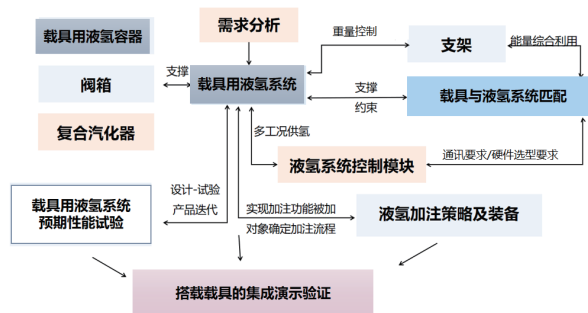 需求分析
载具用液氢容器
重量控制
支架
能量综合利用
阀箱
支撑
载具用液氢系统
支撑
约束
载具与液氢系统匹配
复合汽化器
多工况供氢
液氢系统控制模块
通讯要求/硬件选型要求
载具用液氢系统
预期性能试验
设计-试验
产品迭代
实现加注功能被加
对象确定加注流程
液氢加注策略及装备
搭载载具的集成演示验证